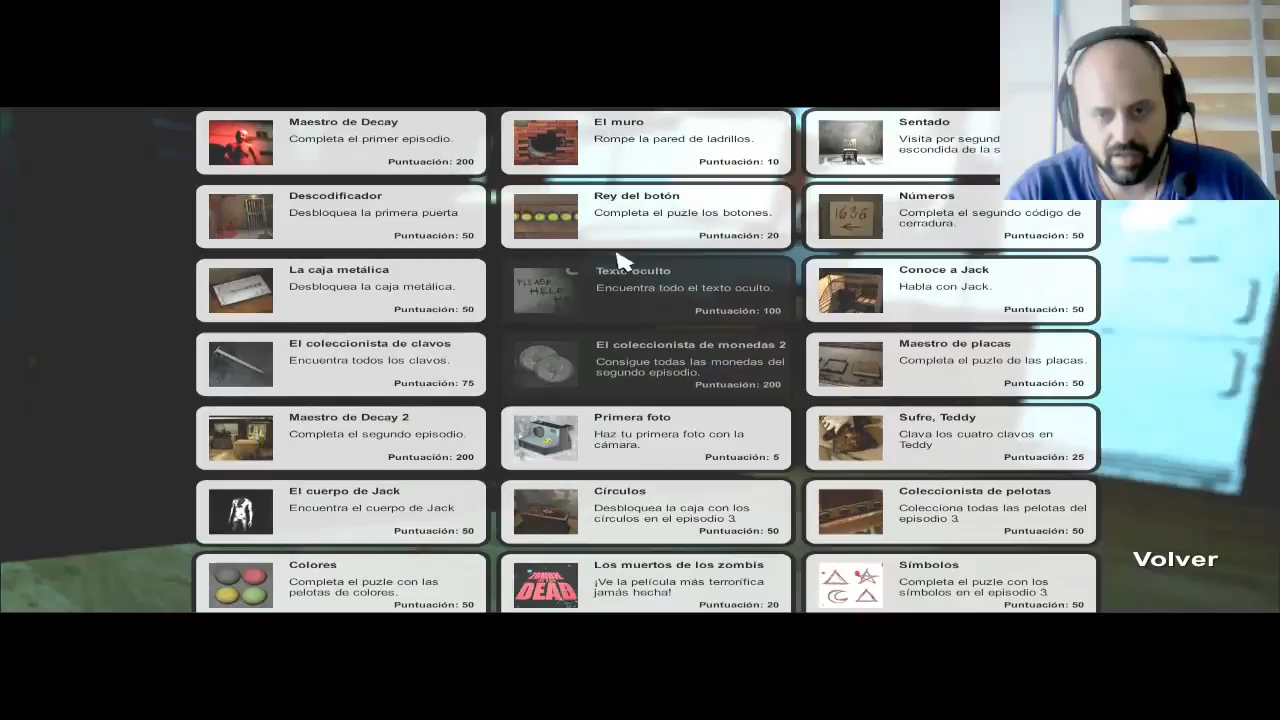 Maestro de Decay
Completa el primer episodio.
Puntuación: 200
El muro
Rompe la pared de ladrillos.
Puntuación: 10
Sentado
Visita por segund
escondida de la s
Descodificador
Desbloquea la primera puerta
Puntuación: 50
Rey del botón
Completa el puzle los botones.
Puntuación: 20
1636
Números
Completa el segundo código de
cerradura.
Puntuación: 50
La caja metálica
Desbloquea la caja metálica.
Puntuación: 50
PLEASE
HELP
Texto oculto
Encuentra todo el texto oculto.
Puntuación: 100
Conoce a Jack
Habla con Jack.
Puntuación: 50
El coleccionista de clavos
Encuentra todos los clavos.
Puntuación: 75
El coleccionista de monedas 2
Consigue todas las monedas del
segundo episodio.
Puntuación: 200
Maestro de placas
Completa el puzle de las placas.
Puntuación: 50
Maestro de Decay 2
Completa el segundo episodio.
Puntuación: 200
Primera foto
Haz tu primera foto con la
cámara.
Puntuación: 5
Sufre, Teddy
Clava los cuatro clavos en
Teddy
Puntuación: 25
El cuerpo de Jack
Encuentra el cuerpo de Jack
Puntuación: 50
Círculos
Desbloquea la caja con los
círculos en el episodio 3.
Puntuación: 50
Coleccionista de pelotas
Colecciona todas las pelotas del
episodio 3.
Puntuación: 50
Colores
Completa el puzle con las
pelotas de colores.
Puntuación: 50
DEAD
Los muertos de los zombis
¡Ve la película más terrorífica
jamás hecha!
Puntuación: 20
Símbolos
Completa el puzle con los
símbolos en el episodio 3.
Puntuación: 50
Volver